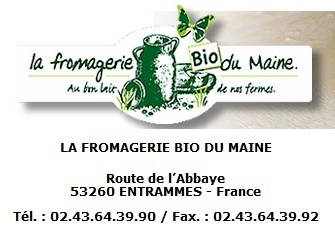 la fromagerie Bio du Maine.
Au bon lait de nos fermes.
LA FROMAGERIE BIO DU MAINE
Route de l'Abbaye
53260 ENTRAMMES - France
Tél. : 02.43.64.39.90 / Fax. : 02.43.64.39.92